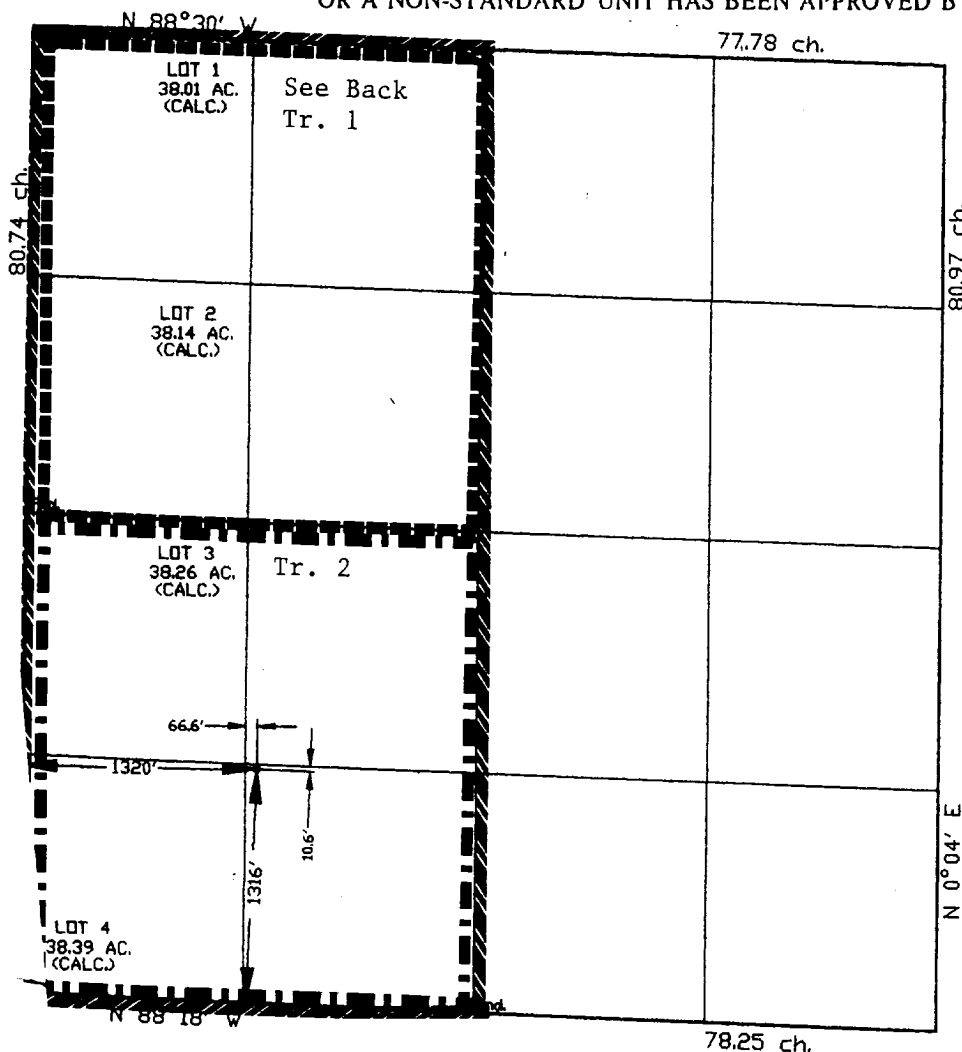 OR A NON-STANDARD UNIT HAS BEEN APPROVED B
N 88°30' W
77.78 ch.
LOT 1
38.01 AC.
(CALC.)
See Back
Tr. 1
80.74 ch.
80.97 ch.
LOT 2
38.14 AC.
(CALC.)
LOT 3
38.26 AC.
(CALC.)
Tr. 2
66.6'
1320'
10.6'
1316'
N 0°04' E
LOT 4
38.39 AC.
(CALC.)
nd.
N 88 18' W
78.25 ch.